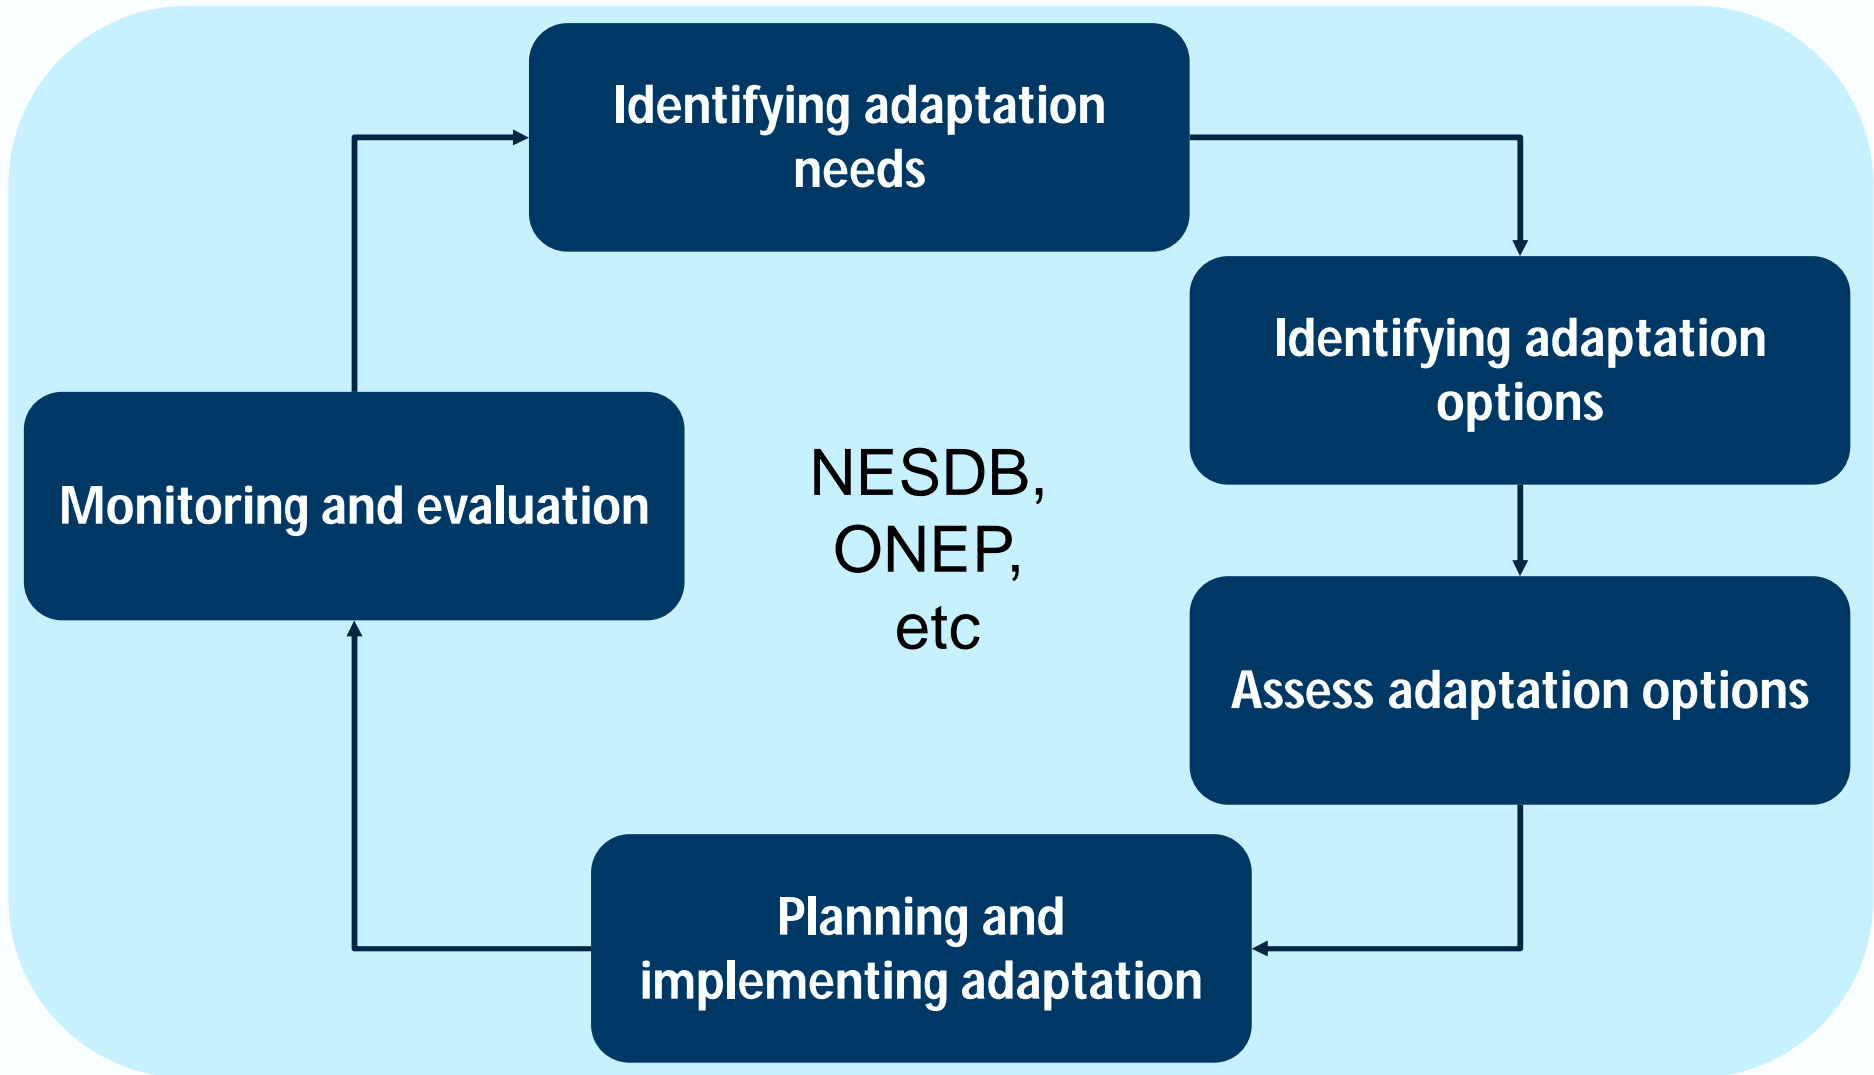 Identifying adaptation
needs
Identifying adaptation
options
Assess adaptation options
Planning and
implementing adaptation
Monitoring and evaluation
NESDB,
ONEP,
etc